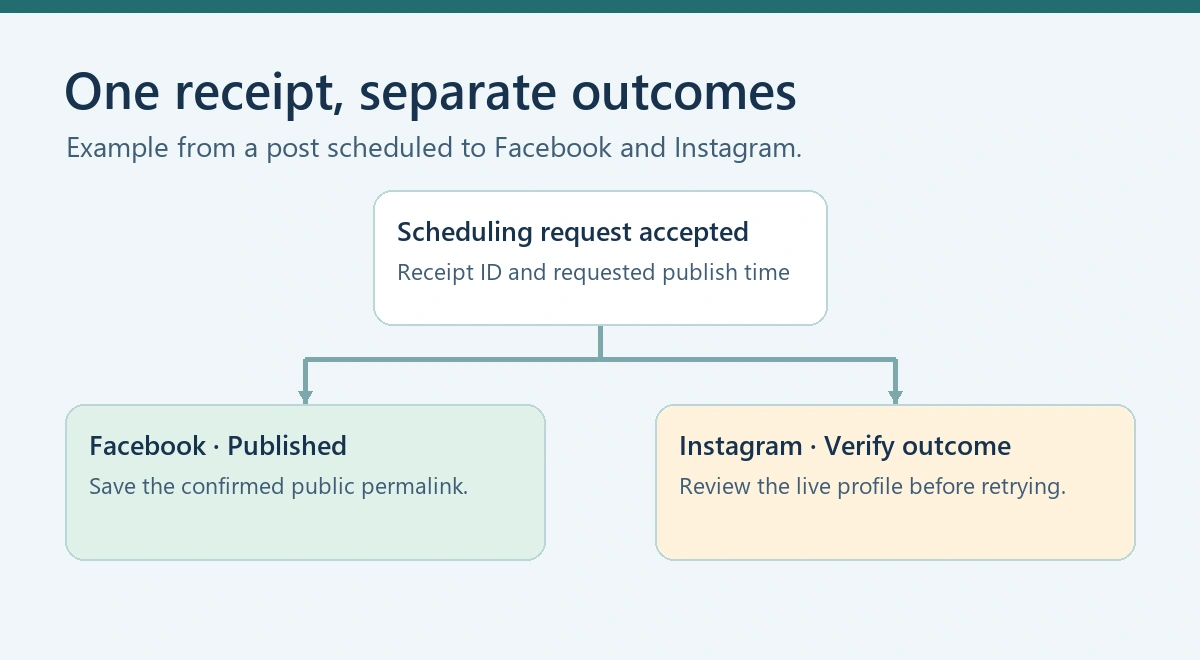 One receipt, separate outcomes
Example from a post scheduled to Facebook and Instagram.
Scheduling request accepted
Receipt ID and requested publish time
Facebook · Published
Save the confirmed public permalink.
Instagram · Verify outcome
Review the live profile before retrying.